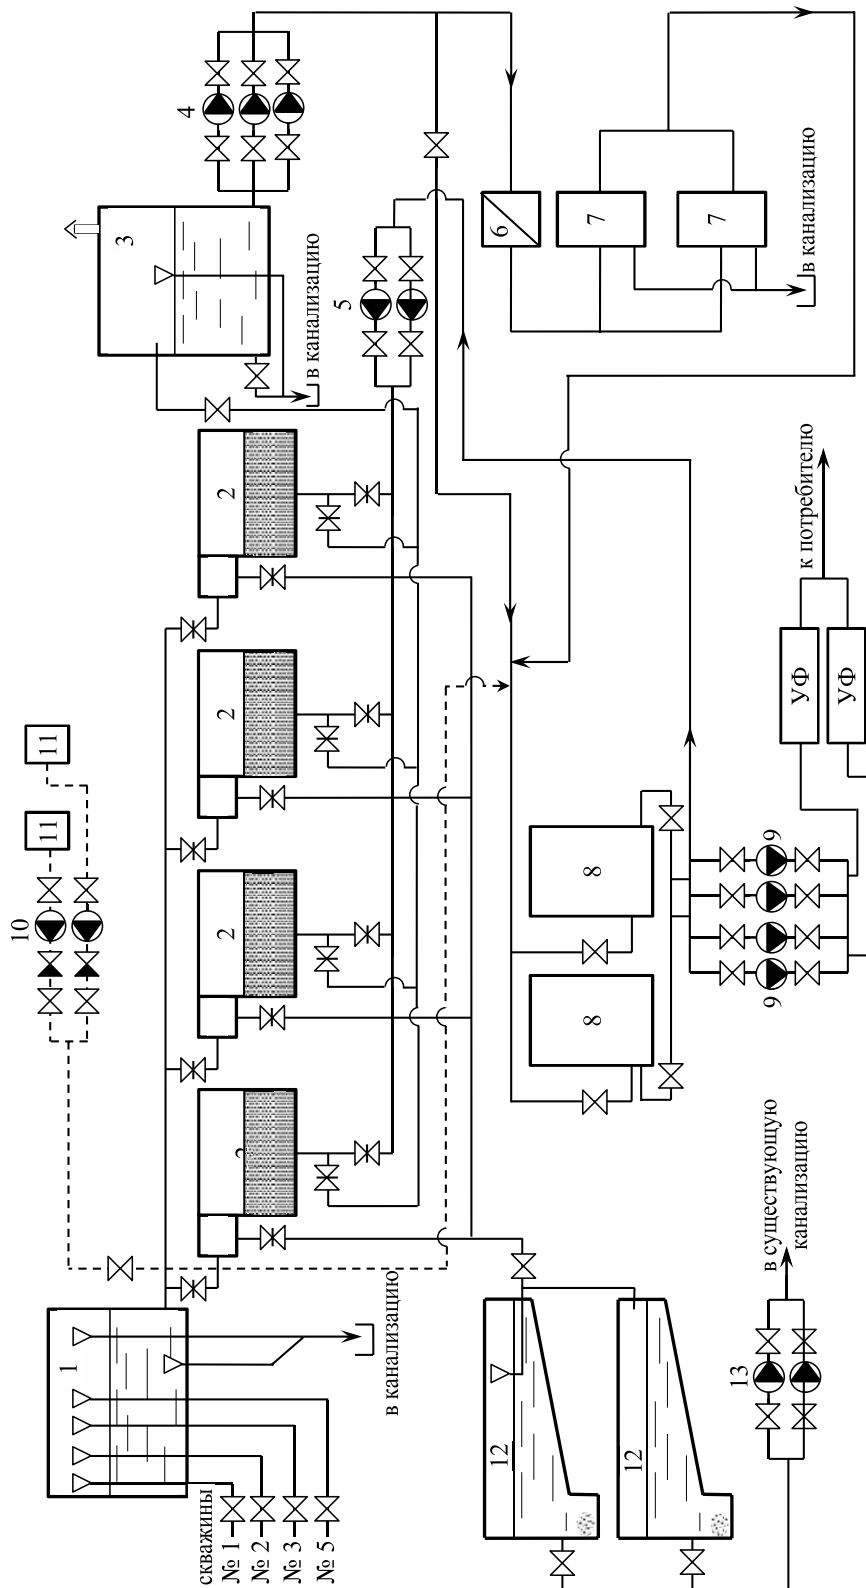 10
11
11
1
3
4
скважины
№ 1
№ 2
№ 3
№ 5
2
2
2
2
в канализацию
5
в канализацию
12
6
8
8
7
12
7
13
9
9
в существующую
канализацию
УФ
УФ
к потребителю
в канализацию